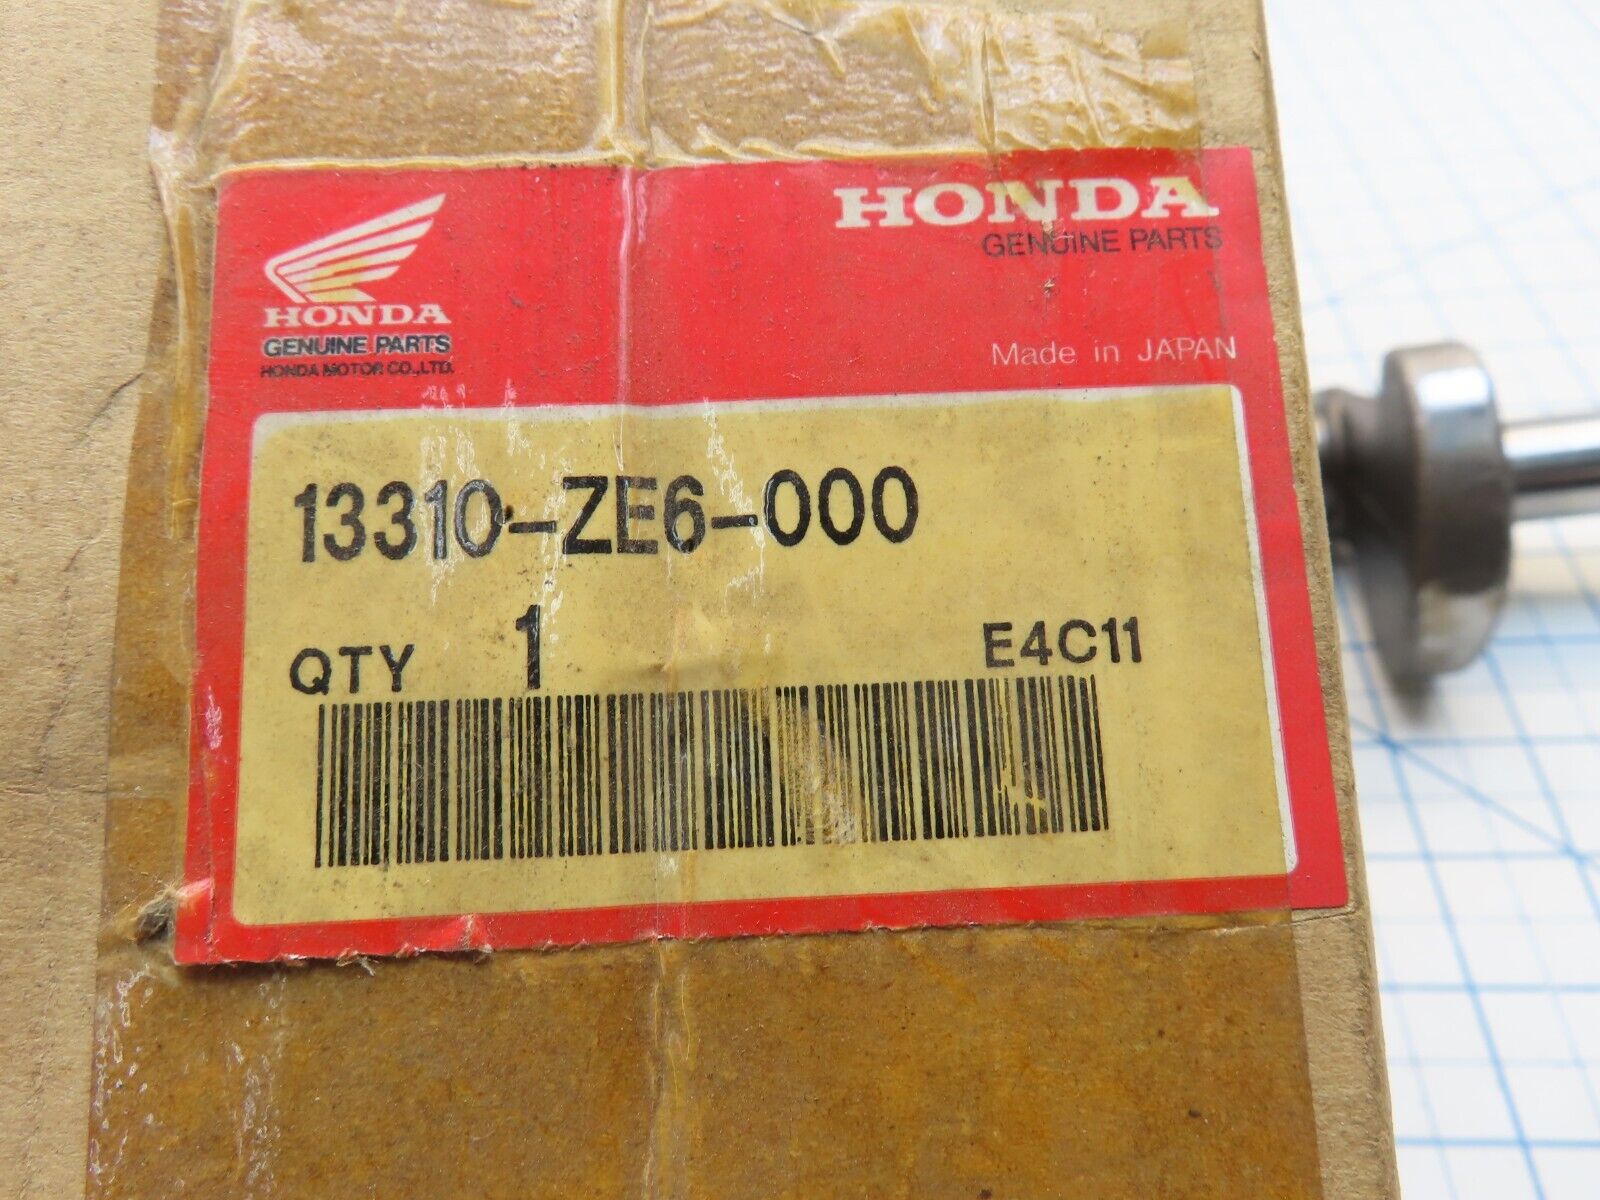 HONDA
GENUINE PARTS
Made in JAPAN
HONDA
GENUINE PARTS
HONDA MOTOR CO.,LTD.
13310-ZE6-000
QTY 1 E4C11